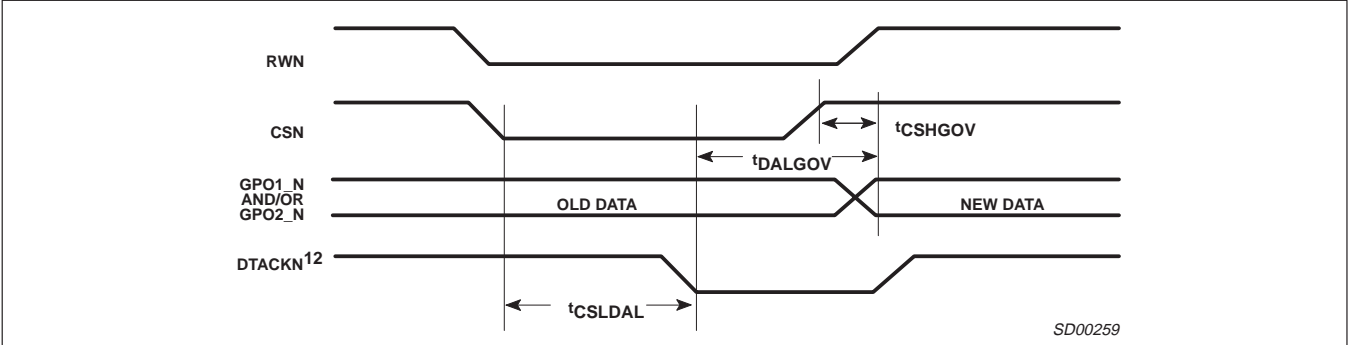 RWN
CSN
tCSHGOV
tDALGOV
GPO1_N
AND/OR
GPO2_N
OLD DATA
NEW DATA
DTACKN12
tCSLDAL
SD00259